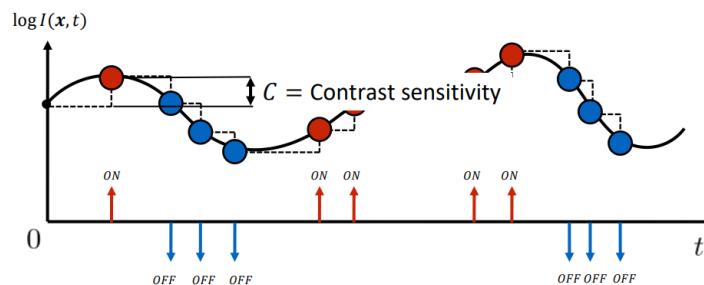 log I(x, t)
C = Contrast sensitivity
ON ON ON ON ON
0 t
OFF OFF OFF OFF OFF OFF